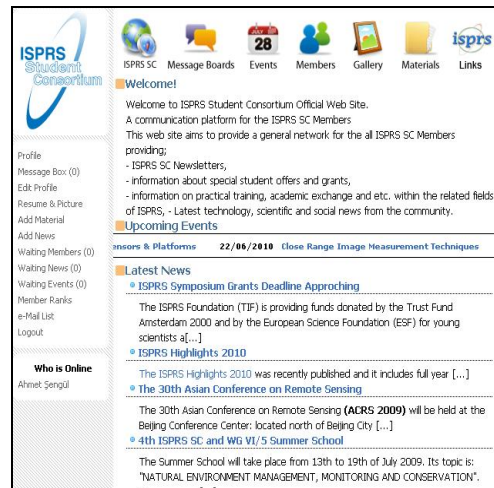 ISPRS
Student
Consortium
ISPRS SC
Message Boards
JULY
28
Events
Members
Gallery
Materials
isprs
Links
Profile
Message Box (0)
Edit Profile
Resume & Picture
Add Material
Add News
Waiting Members (0)
Waiting News (0)
Waiting Events (0)
Member Ranks
e-Mail List
Logout
Who is Online
Ahmet Şengül
Welcome!
Welcome to ISPRS Student Consortium Official Web Site.
A communication platform for the ISPRS SC Members
This web site aims to provide a general network for the all ISPRS SC Members
providing;
- ISPRS SC Newsletters,
- information about special student offers and grants,
- information on practical training, academic exchange and etc. within the related fields
of ISPRS, - Latest technology, scientific and social news from the community.
Upcoming Events
ensors & Platforms 22/06/2010 Close Range Image Measurement Techniques
Latest News
ISPRS Symposium Grants Deadline Approching
The ISPRS Foundation (TIF) is providing funds donated by the Trust Fund
Amsterdam 2000 and by the European Science Foundation (ESF) for young
scientists a[...]
ISPRS Highlights 2010
The ISPRS Highlights 2010 was recently published and it includes full year [...]
The 30th Asian Conference on Remote Sensing
The 30th Asian Conference on Remote Sensing (ACRS 2009) will be held at the
Beijing Conference Center: located north of Beijing City [...]
4th ISPRS SC and WG VI/5 Summer School
The Summer School will take place from 13th to 19th of July 2009. Its topic is:
"NATURAL ENVIRONMENT MANAGEMENT, MONITORING AND CONSERVATION".